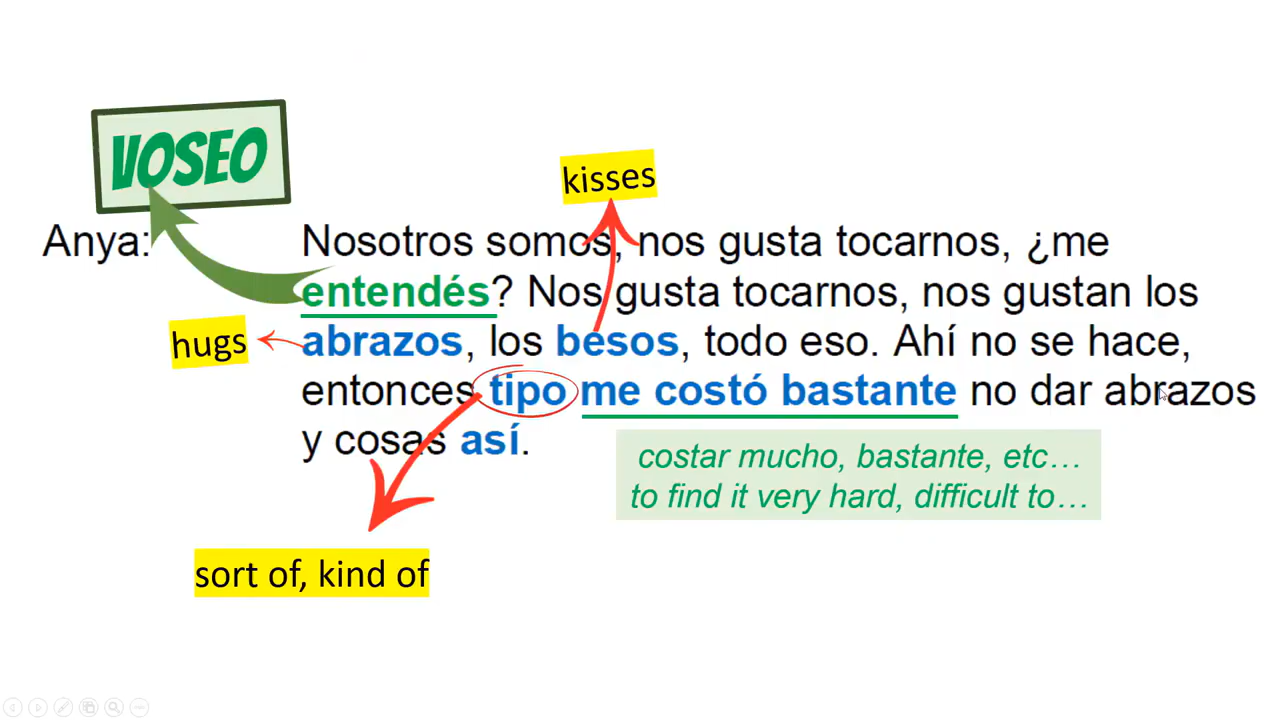 VOSEO
kisses
Anya: Nosotros somos, nos gusta tocarnos, ¿me
entendés? Nos gusta tocarnos, nos gustan los
hugs
abrazos, los besos, todo eso. Ahí no se hace,
entonces tipo me costó bastante no dar abrazos
y cosas así.
costar mucho, bastante, etc…
to find it very hard, difficult to…
sort of, kind of